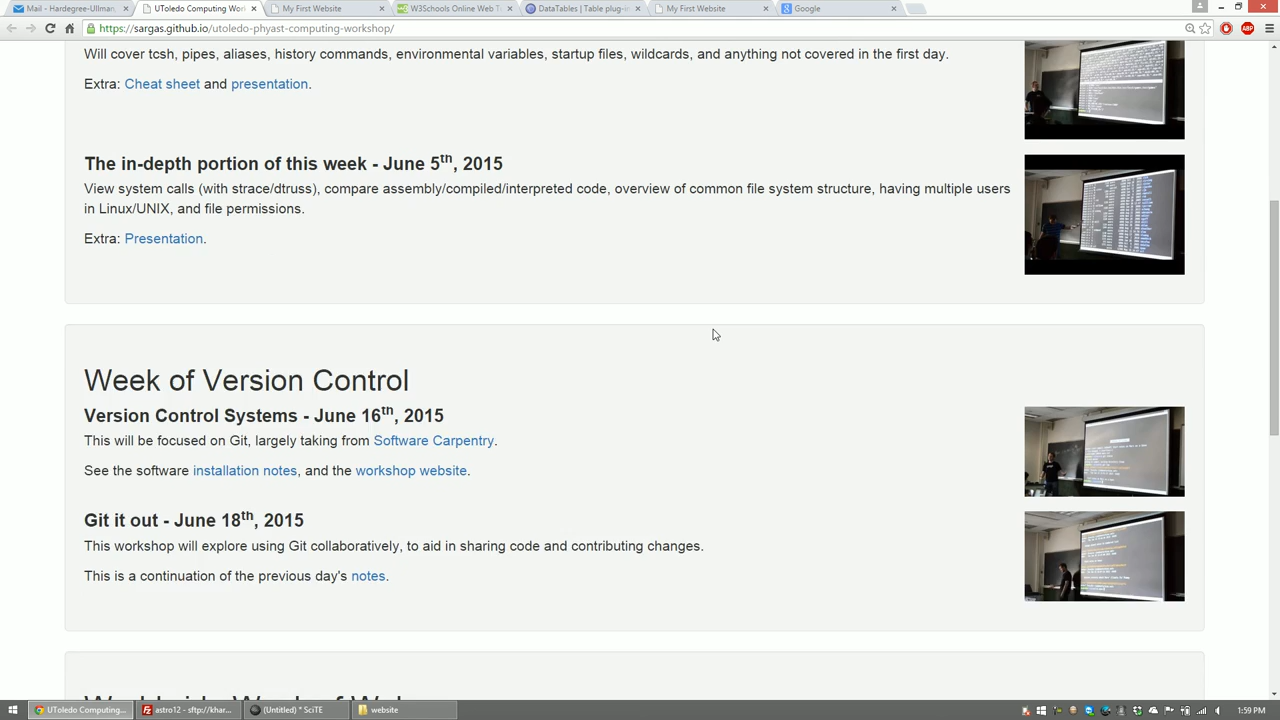 Mail - Hardegree-Ullman
UToledo Computing Wor
My First Website
W3Schools Online Web T
DataTables | Table plug-in
My First Website
Google
https://sargas.github.io/utoledo-phyast-computing-workshop/
Will cover tcsh, pipes, aliases, history commands, environmental variables, startup files, wildcards, and anything not covered in the first day.
Extra: Cheat sheet and presentation.
The in-depth portion of this week - June 5th, 2015
View system calls (with strace/dtruss), compare assembly/compiled/interpreted code, overview of common file system structure, having multiple users
in Linux/UNIX, and file permissions.
Extra: Presentation.
Week of Version Control
Version Control Systems - June 16th, 2015
This will be focused on Git, largely taking from Software Carpentry.
See the software installation notes, and the workshop website.
Git it out - June 18th, 2015
This workshop will explore using Git collaboratively, to aid in sharing code and contributing changes.
This is a continuation of the previous day's notes.
UToledo Computing...
astro12 - sftp://khar...
(Untitled) * SciTE
website
1:59 PM